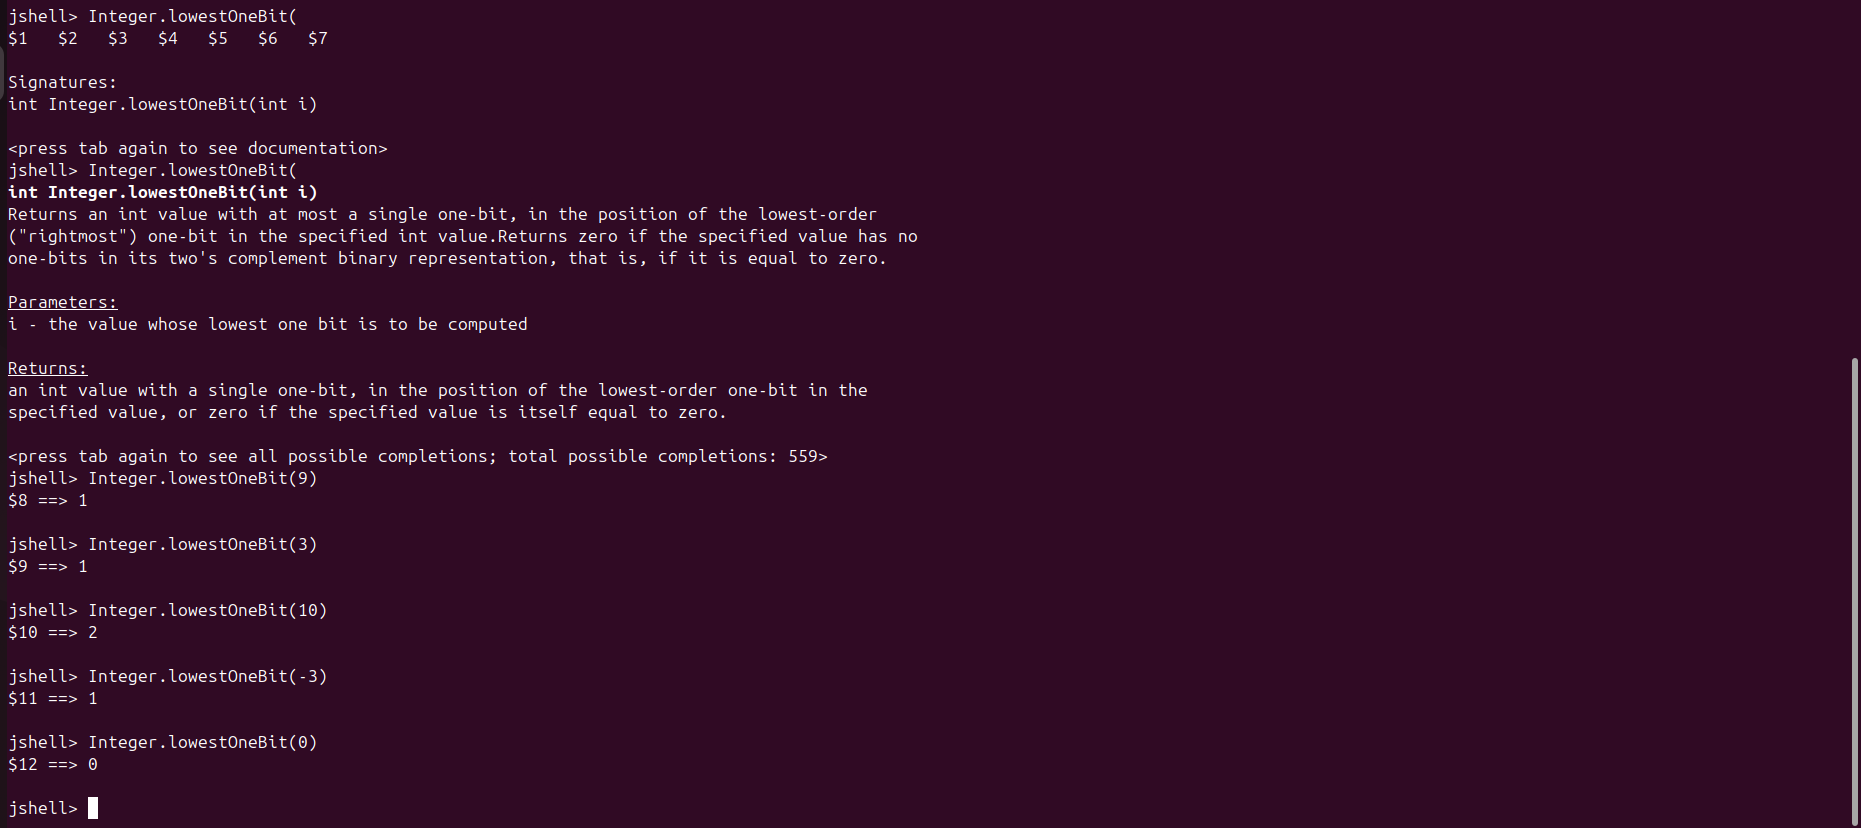 jshell> Integer.lowestOneBit(
$1   $2   $3   $4   $5   $6   $7
Signatures:
int Integer.lowestOneBit(int i)
<press tab again to see documentation>
jshell> Integer.lowestOneBit(
int Integer.lowestOneBit(int i)
Returns an int value with at most a single one-bit, in the position of the lowest-order
("rightmost") one-bit in the specified int value.Returns zero if the specified value has no
one-bits in its two's complement binary representation, that is, if it is equal to zero.
Parameters:
i - the value whose lowest one bit is to be computed
Returns:
an int value with a single one-bit, in the position of the lowest-order one-bit in the
specified value, or zero if the specified value is itself equal to zero.
<press tab again to see all possible completions; total possible completions: 559>
jshell> Integer.lowestOneBit(9)
$8 ==> 1
jshell> Integer.lowestOneBit(3)
$9 ==> 1
jshell> Integer.lowestOneBit(10)
$10 ==> 2
jshell> Integer.lowestOneBit(-3)
$11 ==> 1
jshell> Integer.lowestOneBit(0)
$12 ==> 0
jshell>